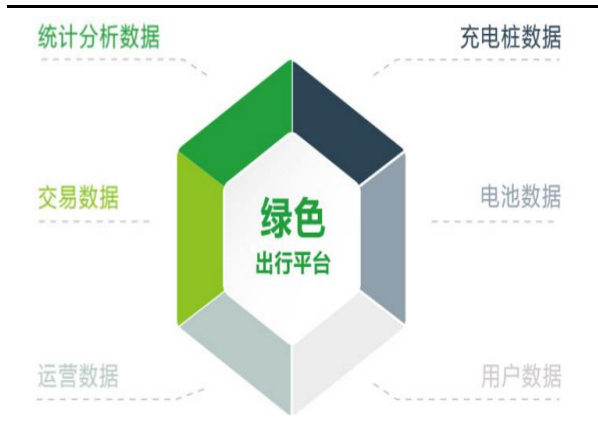 统计分析数据
充电桩数据
交易数据
绿色
出行平台
电池数据
运营数据
用户数据